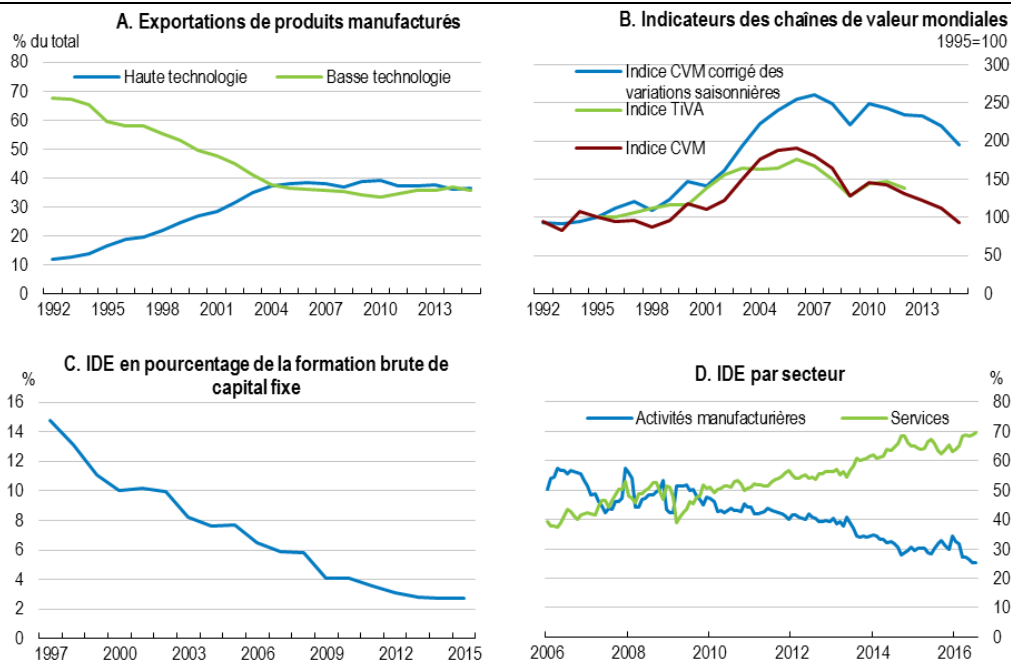 A. Exportations de produits manufacturés
% du total
80
70
60
50
40
30
20
10
0
Haute technologie
Basse technologie
1992 1995 1998 2001 2004 2007 2010 2013
B. Indicateurs des chaînes de valeur mondiales
1995=100
Indice CVM corrigé des
variations saisonnières
Indice TiVA
Indice CVM
300
250
200
150
100
50
0
1992 1995 1998 2001 2004 2007 2010 2013
C. IDE en pourcentage de la formation brute de
capital fixe
%
16
14
12
10
8
6
4
2
0
1997 2000 2003 2006 2009 2012 2015
D. IDE par secteur
%
Activités manufacturières
Services
80
70
60
50
40
30
20
10
0
2006 2008 2010 2012 2014 2016